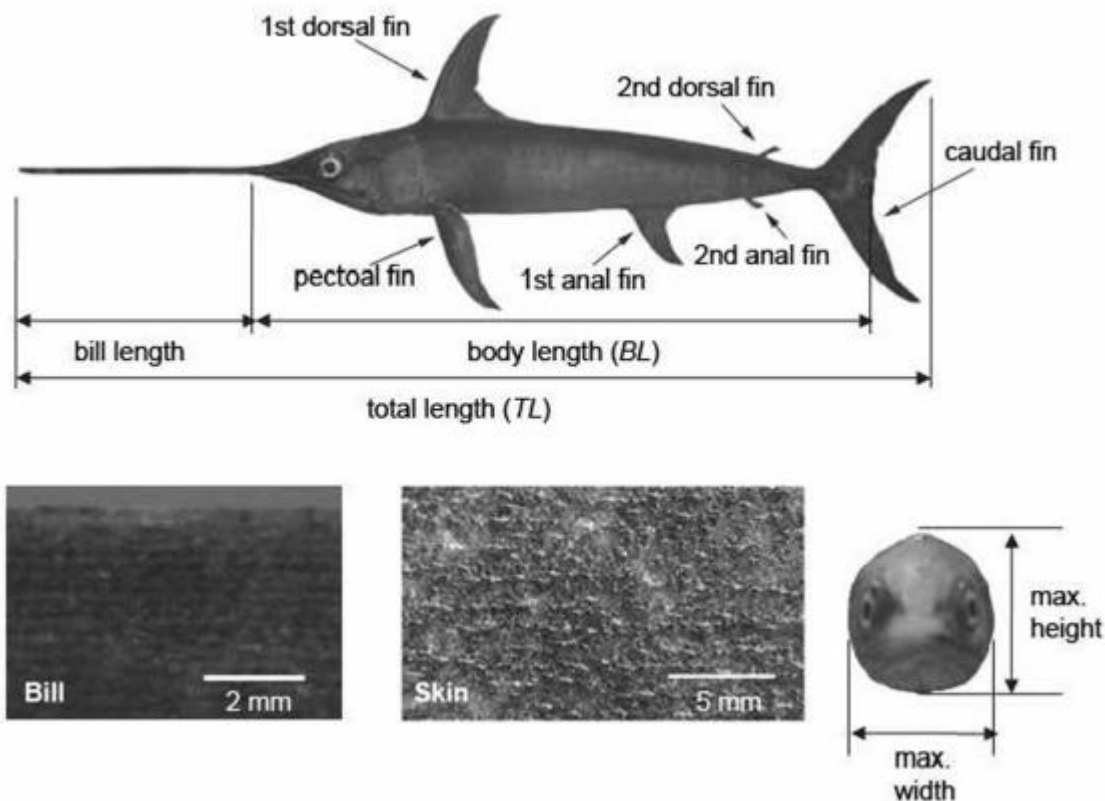 1st dorsal fin
2nd dorsal fin
caudal fin
pectoal fin
1st anal fin
2nd anal fin
bill length
body length (BL)
total length (TL)
Bill
2 mm
Skin
5 mm
max.
height
max.
width